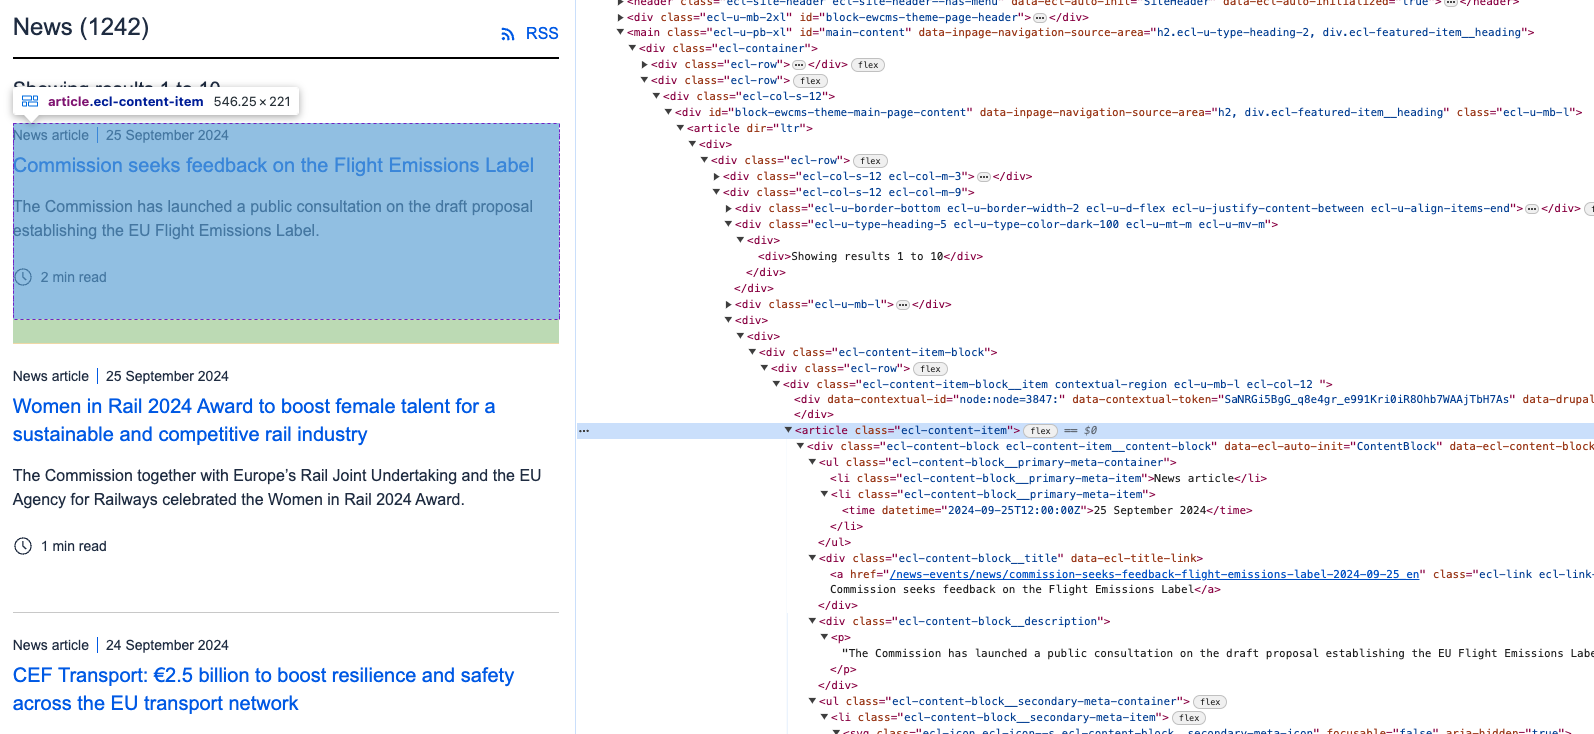 News (1242)
RSS
Showing results 1 to 10
article.ecl-content-item 546.25 × 221
News article | 25 September 2024
Commission seeks feedback on the Flight Emissions Label
The Commission has launched a public consultation on the draft proposal
establishing the EU Flight Emissions Label.
2 min read
News article | 25 September 2024
Women in Rail 2024 Award to boost female talent for a
sustainable and competitive rail industry
The Commission together with Europe’s Rail Joint Undertaking and the EU
Agency for Railways celebrated the Women in Rail 2024 Award.
1 min read
News article | 24 September 2024
CEF Transport: €2.5 billion to boost resilience and safety
across the EU transport network
<header class="ecl-site-header ecl-site-header--has-menu" data-ecl-auto-init="SiteHeader" data-ecl-auto-initialized="true"> … </header>
<div class="ecl-u-mb-2xl" id="block-ewcms-theme-page-header"> … </div>
<main class="ecl-u-pb-xl" id="main-content" data-inpage-navigation-source-area="h2.ecl-u-type-heading-2, div.ecl-featured-item__heading">
<div class="ecl-container">
<div class="ecl-row"> … </div> flex
<div class="ecl-row"> flex
<div class="ecl-col-s-12">
<div id="block-ewcms-theme-main-page-content" data-inpage-navigation-source-area="h2, div.ecl-featured-item__heading" class="ecl-u-mb-l">
<article dir="ltr">
<div>
<div class="ecl-row"> flex
<div class="ecl-col-s-12 ecl-col-m-3"> … </div>
<div class="ecl-col-s-12 ecl-col-m-9">
<div class="ecl-u-border-bottom ecl-u-border-width-2 ecl-u-d-flex ecl-u-justify-content-between ecl-u-align-items-end"> … </div>
<div class="ecl-u-type-heading-5 ecl-u-type-color-dark-100 ecl-u-mt-m ecl-u-mv-m">
<div>
<div>Showing results 1 to 10</div>
</div>
</div>
<div class="ecl-u-mb-l"> … </div>
<div>
<div>
<div class="ecl-content-item-block">
<div class="ecl-row"> flex
<div class="ecl-content-item-block__item contextual-region ecl-u-mb-l ecl-col-12 ">
<div data-contextual-id="node:node=3847:" data-contextual-token="SaNRGi5BgG_q8e4gr_e991Kri0iR8Ohb7WAAjTbH7As" data-drupal
</div>
… <article class="ecl-content-item"> flex == $0
<div class="ecl-content-block ecl-content-item__content-block" data-ecl-auto-init="ContentBlock" data-ecl-content-block
<ul class="ecl-content-block__primary-meta-container">
<li class="ecl-content-block__primary-meta-item">News article</li>
<li class="ecl-content-block__primary-meta-item">
<time datetime="2024-09-25T12:00:00Z">25 September 2024</time>
</li>
</ul>
<div class="ecl-content-block__title" data-ecl-title-link>
<a href="/news-events/news/commission-seeks-feedback-flight-emissions-label-2024-09-25_en" class="ecl-link ecl-link-
Commission seeks feedback on the Flight Emissions Label</a>
</div>
<div class="ecl-content-block__description">
<p>
"The Commission has launched a public consultation on the draft proposal establishing the EU Flight Emissions Labe
</p>
</div>
<ul class="ecl-content-block__secondary-meta-container"> flex
<li class="ecl-content-block__secondary-meta-item"> flex
<svg class="ecl-icon ecl-icon--s ecl-content-block__secondary-meta-icon" focusable="false" aria-hidden="true">